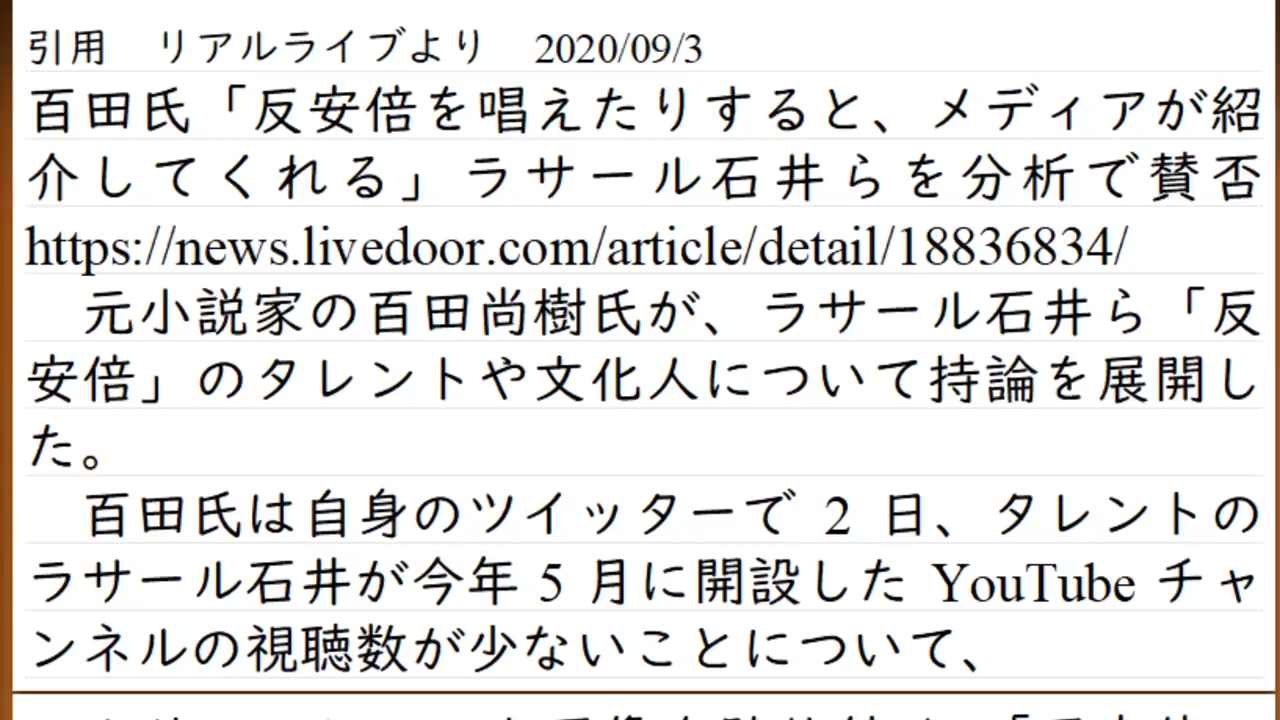 引用　リアルライブより　2020/09/3
百田氏「反安倍を唱えたりすると、メディアが紹
介してくれる」ラサール石井らを分析で賛否
https://news.livedoor.com/article/detail/18836834/
　元小説家の百田尚樹氏が、ラサール石井ら「反
安倍」のタレントや文化人について持論を展開し
た。
　百田氏は自身のツイッターで 2 日、タレントの
ラサール石井が今年 5 月に開設した YouTube チャ
ンネルの視聴数が少ないことについて、